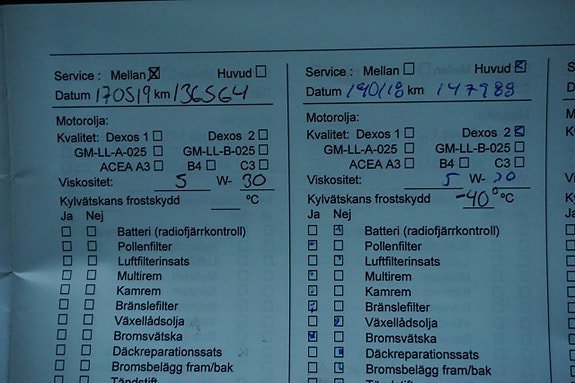 Service : Mellan ☒ Huvud ☐
Datum 170519 km 136564
Motorolja:
Kvalitet: Dexos 1 ☐ Dexos 2 ☐
GM-LL-A-025 ☐ GM-LL-B-025 ☐
ACEA A3 ☐ B4 ☐ C3 ☐
Viskositet: 5 W- 30
Kylvätskans frostskydd °C
Ja Nej
Batteri (radiofjärrkontroll)
Pollenfilter
Luftfilterinsats
Multirem
Kamrem
Bränslefilter
Växellådsolja
Bromsvätska
Däckreparationssats
Bromsbelägg fram/bak
Tändstift
Service : Mellan ☐ Huvud ☒
Datum km
Motorolja:
Kvalitet: Dexos 1 ☐ Dexos 2 ☒
GM-LL-A-025 ☐ GM-LL-B-025 ☐
ACEA A3 ☐ B4 ☐ C3 ☐
Viskositet: 5 W- 30
Kylvätskans frostskydd -40° °C
Ja Nej
Batteri (radiofjärrkontroll)
Pollenfilter
Luftfilterinsats
Multirem
Kamrem
Bränslefilter
Växellådsolja
Bromsvätska
Däckreparationssats
Bromsbelägg fram/bak